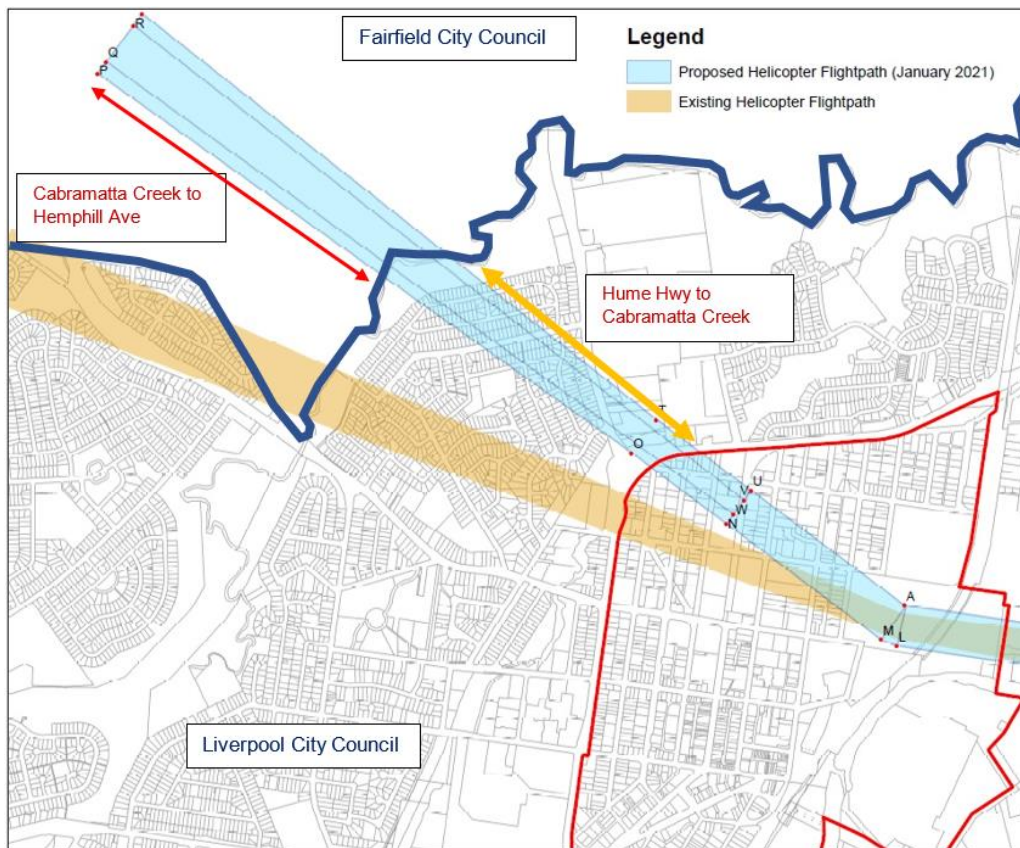 Fairfield City Council
Legend
Proposed Helicopter Flightpath (January 2021)
Existing Helicopter Flightpath
R
Q
P
Cabramatta Creek to
Hemphill Ave
Hume Hwy to
Cabramatta Creek
T
O
U
V
W
N
A
M
L
Liverpool City Council